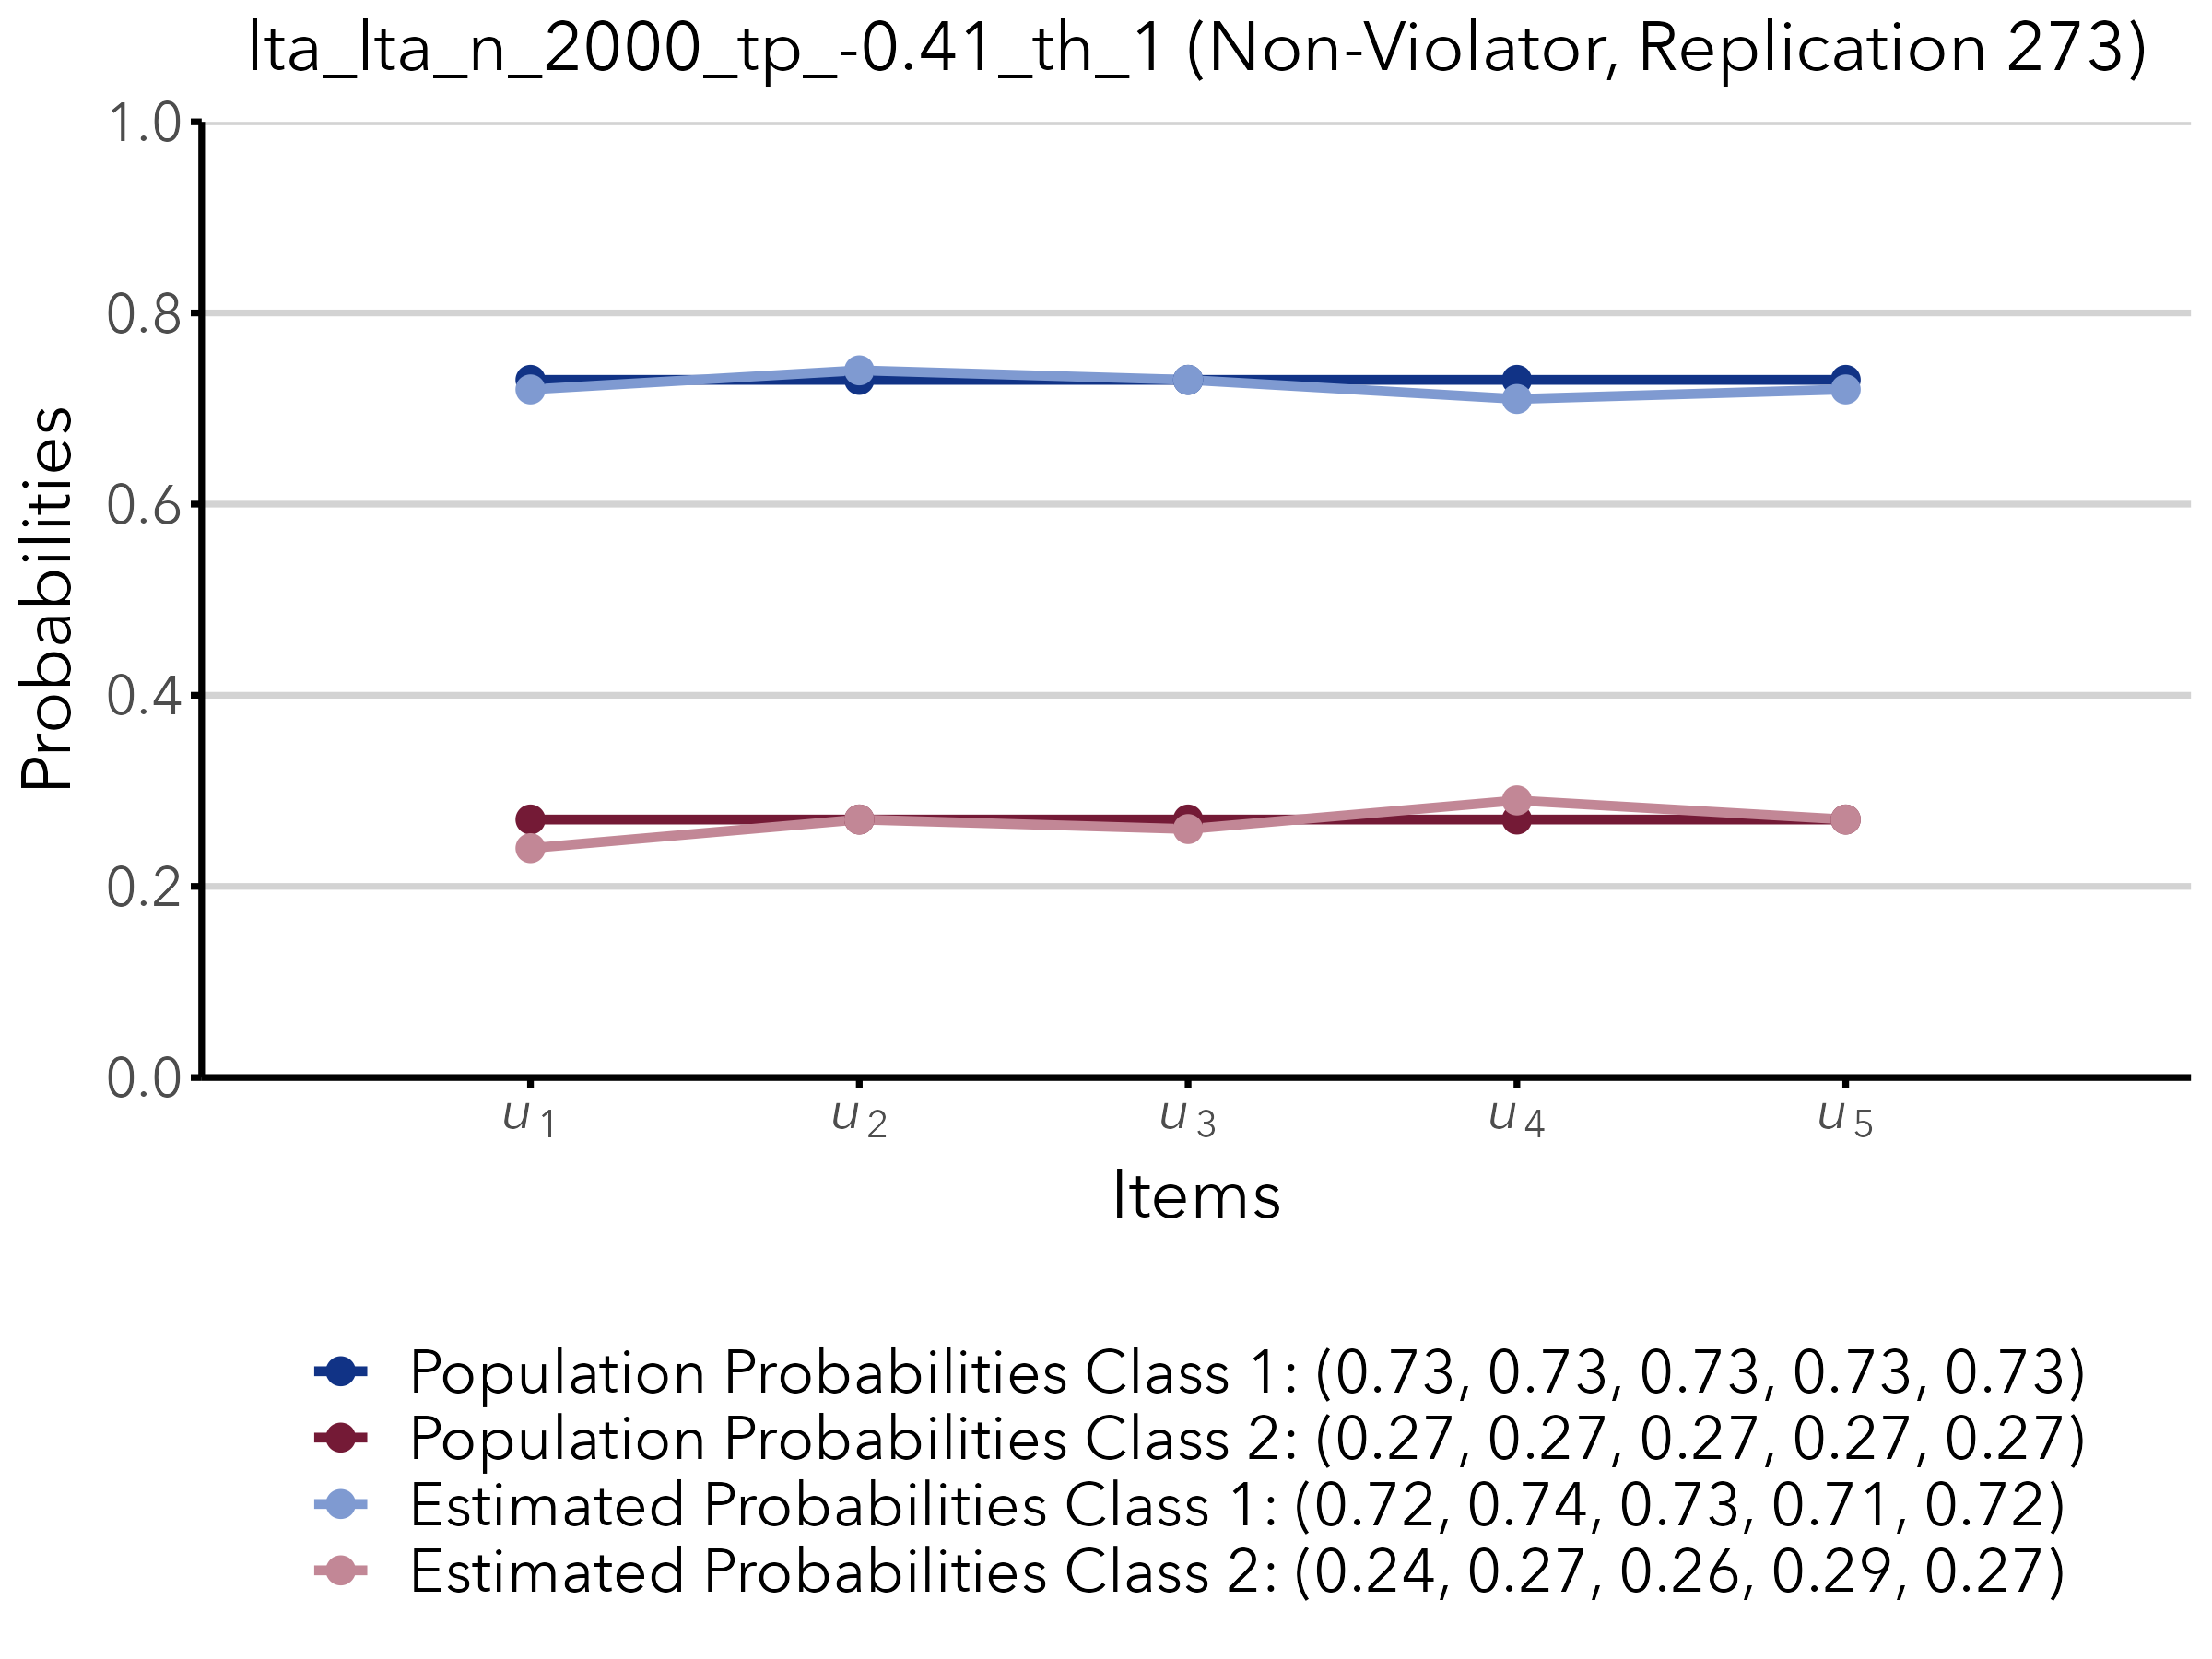 lta_lta_n_2000_tp_-0.41_th_1 (Non-Violator, Replication 273)
1.0
0.8
0.6
0.4
0.2
0.0
Probabilities
u1 u2 u3 u4 u5
Items
Population Probabilities Class 1: (0.73, 0.73, 0.73, 0.73, 0.73)
Population Probabilities Class 2: (0.27, 0.27, 0.27, 0.27, 0.27)
Estimated Probabilities Class 1: (0.72, 0.74, 0.73, 0.71, 0.72)
Estimated Probabilities Class 2: (0.24, 0.27, 0.26, 0.29, 0.27)